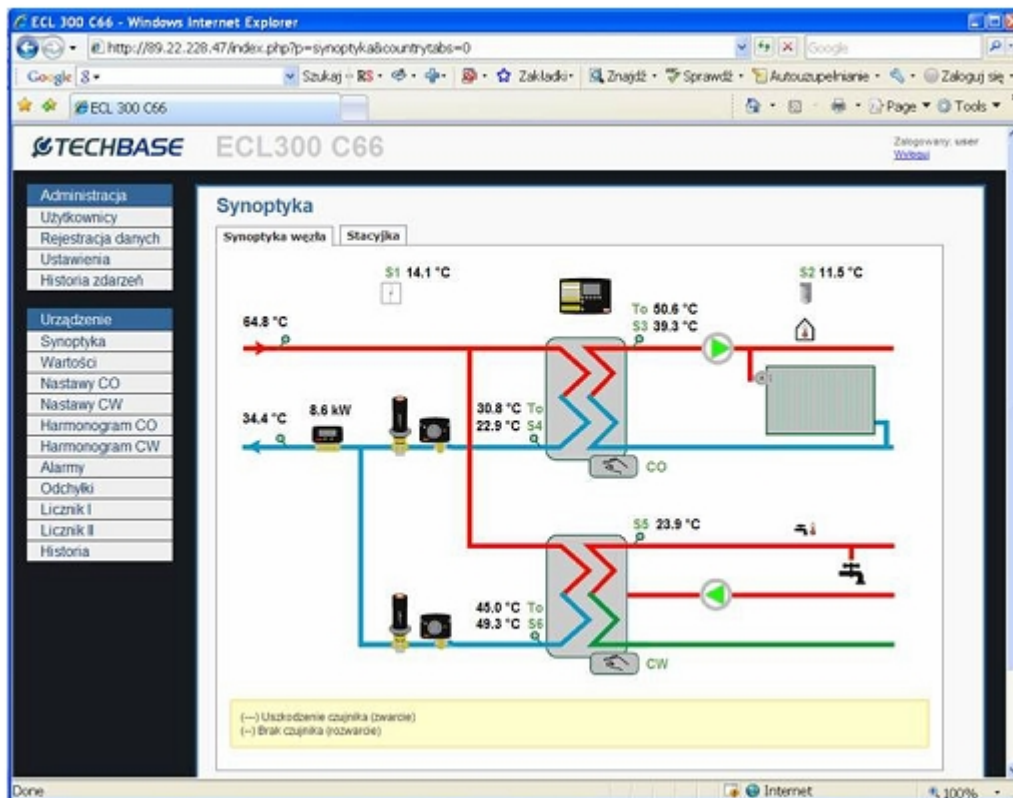 ECL 300 C66 - Windows Internet Explorer
http://89.22.228.47/index.php?p=synoptyka&countrytabs=0
Google
Google
Szukaj
RS
Zakładki
Znajdź
Sprawdź
Autouzupełnianie
Zaloguj się
ECL 300 C66
Page
Tools
TECHBASE
ECL300 C66
Zalogowany: user
Wyloguj
Administracja
Użytkownicy
Rejestracja danych
Ustawienia
Historia zdarzeń
Urządzenie
Synoptyka
Wartości
Nastawy CO
Nastawy CW
Harmonogram CO
Harmonogram CW
Alarmy
Odchyłki
Licznik I
Licznik II
Historia
Synoptyka
Synoptyka węzła
Stacyjka
S1 14.1 °C
S2 11.5 °C
64.8 °C
To 50.6 °C
S3 39.3 °C
34.4 °C
8.6 kW
30.8 °C To
22.9 °C S4
CO
S5 23.9 °C
45.0 °C To
49.3 °C S6
CW
(---) Uszkodzenie czujnika (zwarcie)
(--) Brak czujnika (rozwarcie)
Done
Internet
100%